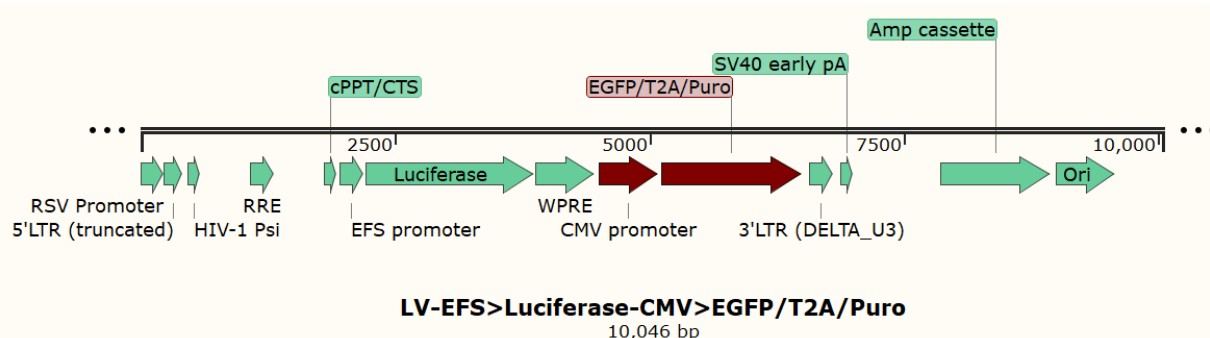 Amp cassette
SV40 early pA
cPPT/CTS
EGFP/T2A/Puro
2500
5000
7500
10,000
Luciferase
Ori
RSV Promoter
RRE
WPRE
5'LTR (truncated)
HIV-1 Psi
EFS promoter
CMV promoter
3'LTR (DELTA_U3)
LV-EFS>Luciferase-CMV>EGFP/T2A/Puro
10,046 bp